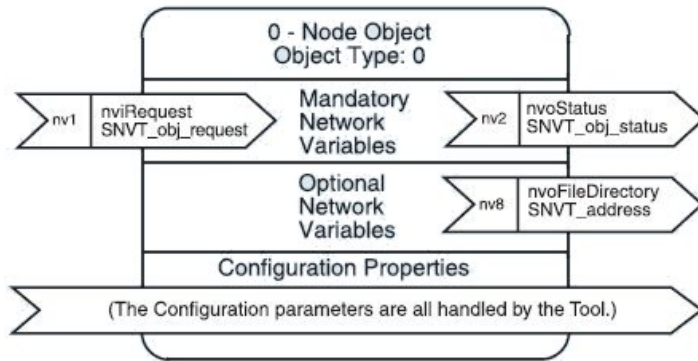 0 - Node Object
Object Type: 0
nv1
nviRequest
SNVT_obj_request
Mandatory
Network
Variables
nv2
nvoStatus
SNVT_obj_status
Optional
Network
Variables
nv8
nvoFileDirectory
SNVT_address
Configuration Properties
(The Configuration parameters are all handled by the Tool.)